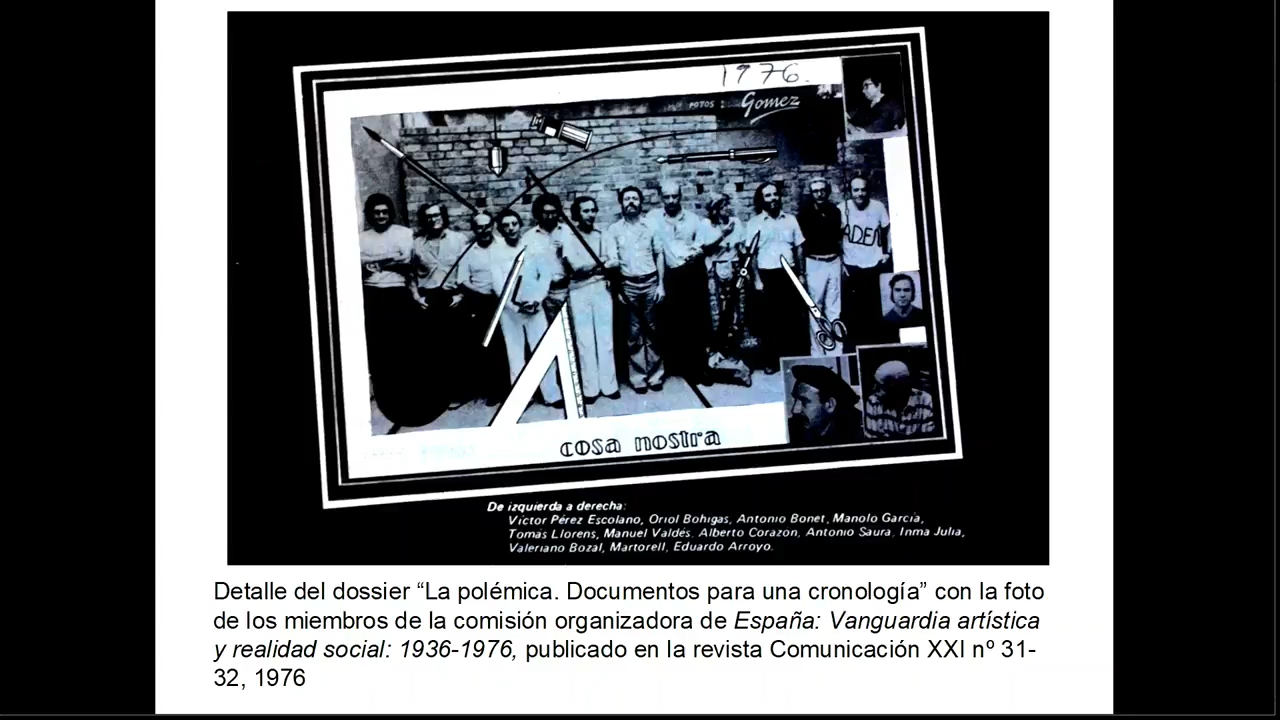 1976.
FOTOS Gomez
ADEN
cosa nostra
De izquierda a derecha:
Víctor Pérez Escolano, Oriol Bohigas, Antonio Bonet, Manolo García,
Tomás Llorens, Manuel Valdés, Alberto Corazón, Antonio Saura, Inma Julia,
Valeriano Bozal, Martorell, Eduardo Arroyo.
Detalle del dossier “La polémica. Documentos para una cronología” con la foto
de los miembros de la comisión organizadora de España: Vanguardia artística
y realidad social: 1936-1976, publicado en la revista Comunicación XXI nº 31-
32, 1976